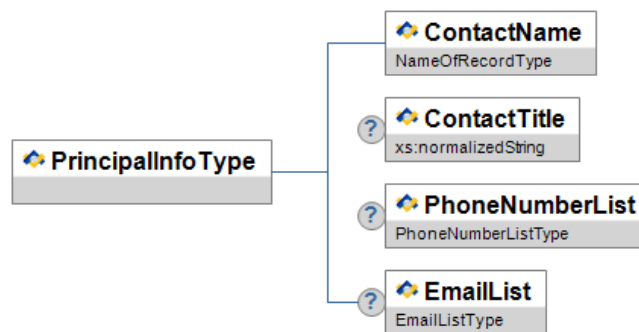 ContactName
NameOfRecordType
?
ContactTitle
xs:normalizedString
PrincipalInfoType
?
PhoneNumberList
PhoneNumberListType
?
EmailList
EmailListType